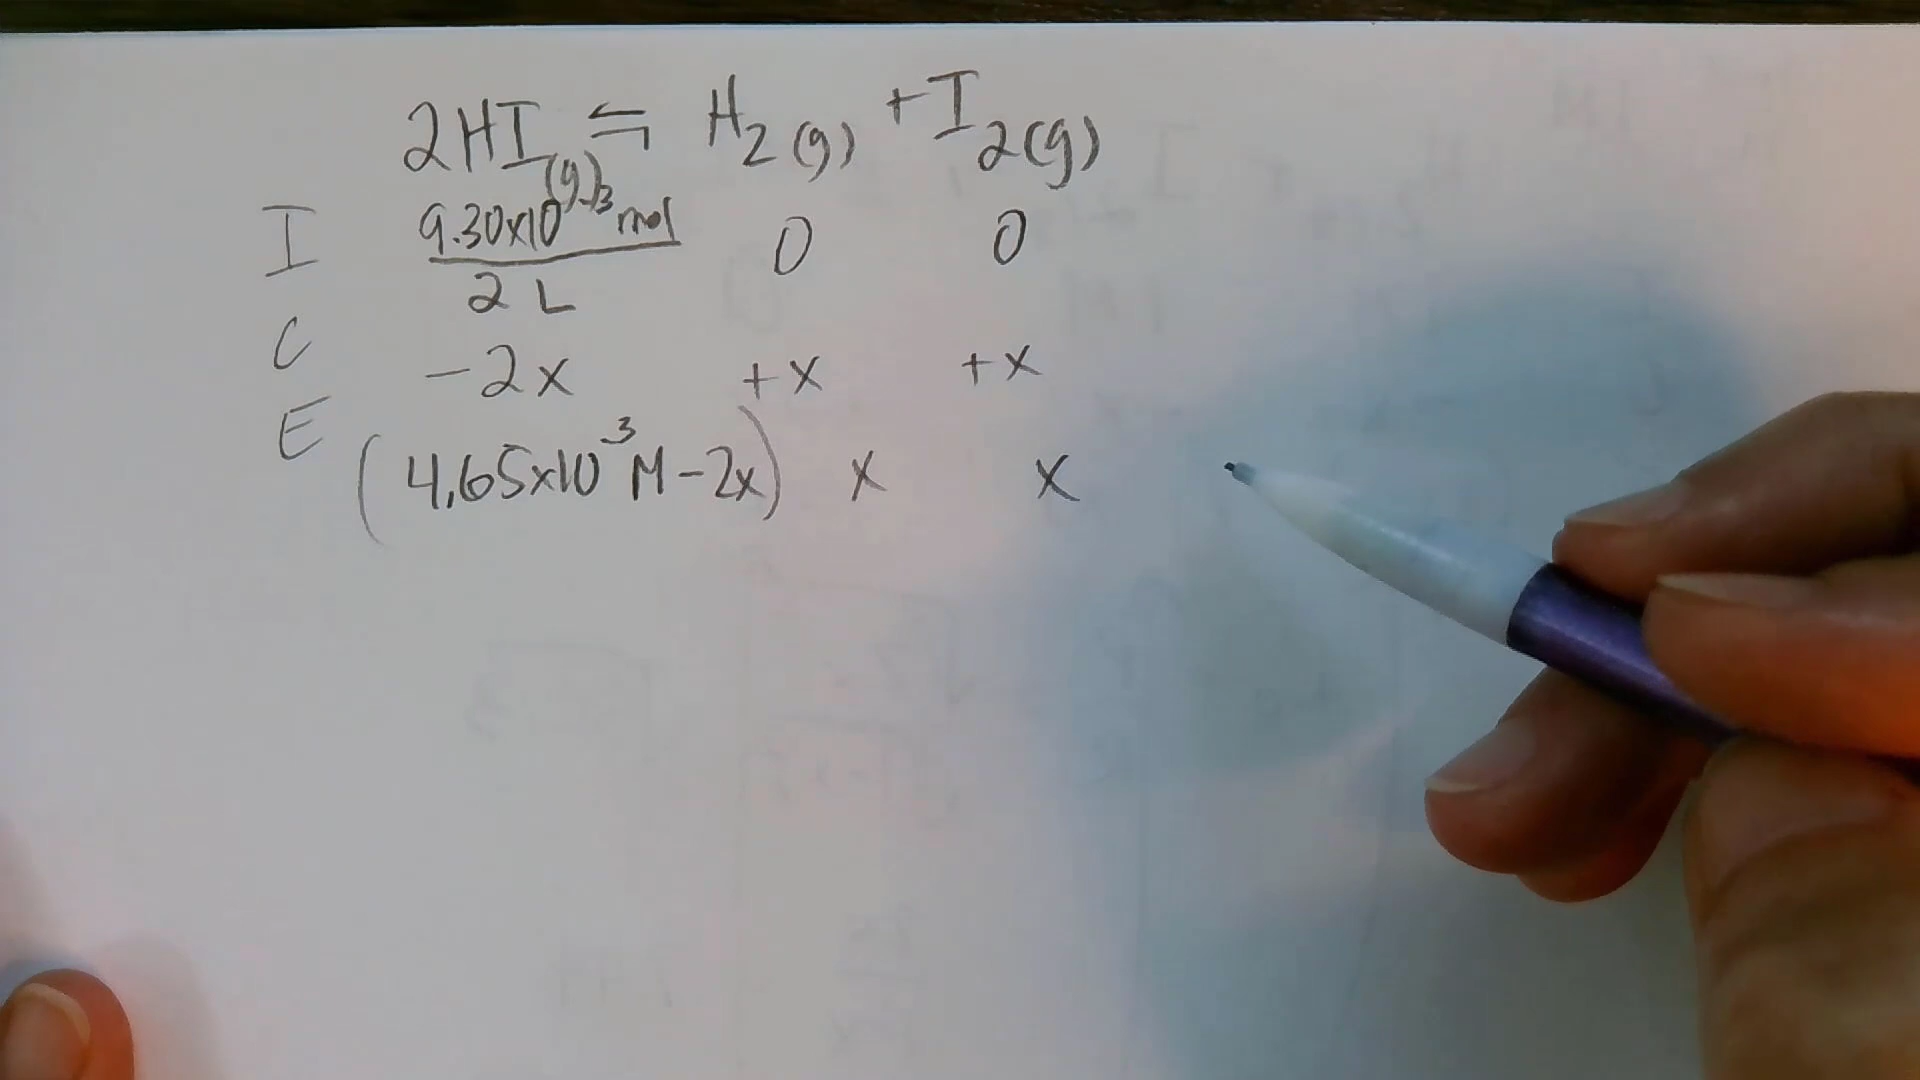 2HI(g) ⇌ H₂(g) + I₂(g)
I 9.30x10⁻³ mol / 2 L 0 0
C -2x +x +x
E (4.65x10⁻³ M - 2x) x x